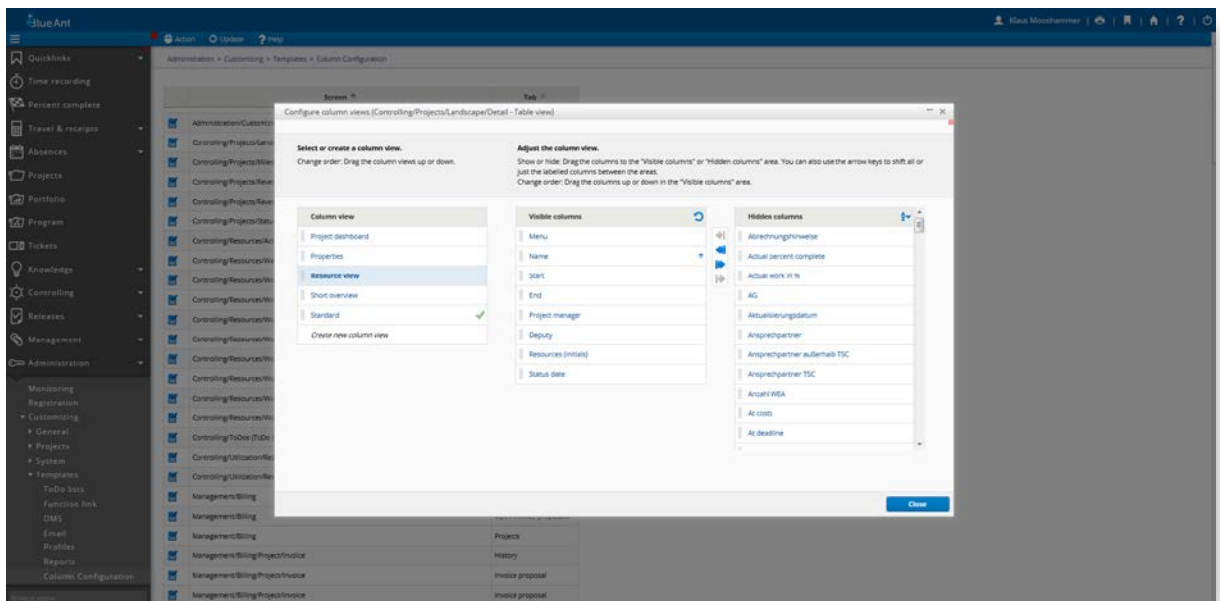 BlueAnt
Klaus Mooshammer
Action Update Help
Administration > Customizing > Templates > Column Configuration
Quicklinks
Time recording
Percent complete
Travel & receipts
Absences
Projects
Portfolio
Program
Tickets
Knowledge
Controlling
Releases
Management
Administration
Monitoring
Registration
Customizing
General
Projects
System
Templates
ToDo lists
Function link
DMS
Email
Profiles
Reports
Column Configuration
Screen Tab
Configure column views (Controlling/Projects/Landscape/Detail - Table view)
Select or create a column view.
Change order: Drag the column views up or down.
Adjust the column view.
Show or hide: Drag the columns to the "Visible columns" or "Hidden columns" area. You can also use the arrow keys to shift all or
just the labelled columns between the areas.
Change order: Drag the columns up or down in the "Visible columns" area.
Column view
Project dashboard
Properties
Resource view
Short overview
Standard
Create new column view
Visible columns
Menu
Name
Start
End
Project manager
Deputy
Resources (initials)
Status date
Hidden columns
Abrechnungshinweise
Actual percent complete
Actual work in %
AG
Aktualisierungsdatum
Ansprechpartner
Ansprechpartner außerhalb TSC
Ansprechpartner TSC
Anzahl WEA
At costs
At deadline
Close
Management/Billing
Management/Billing
Management/Billing Projects
Management/Billing/Project/Invoice History
Management/Billing/Project/Invoice Invoice proposal
Management/Billing/Project/Invoice Invoice proposal